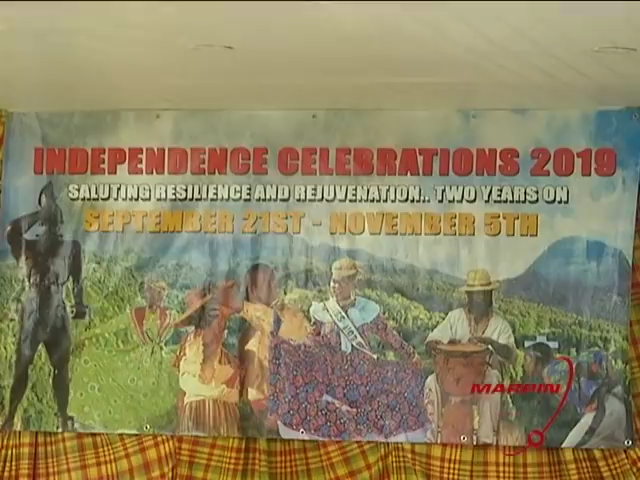 INDEPENDENCE CELEBRATIONS 2019
SALUTING RESILIENCE AND REJUVENATION.. TWO YEARS ON
SEPTEMBER 21ST - NOVEMBER 5TH
MARPIN